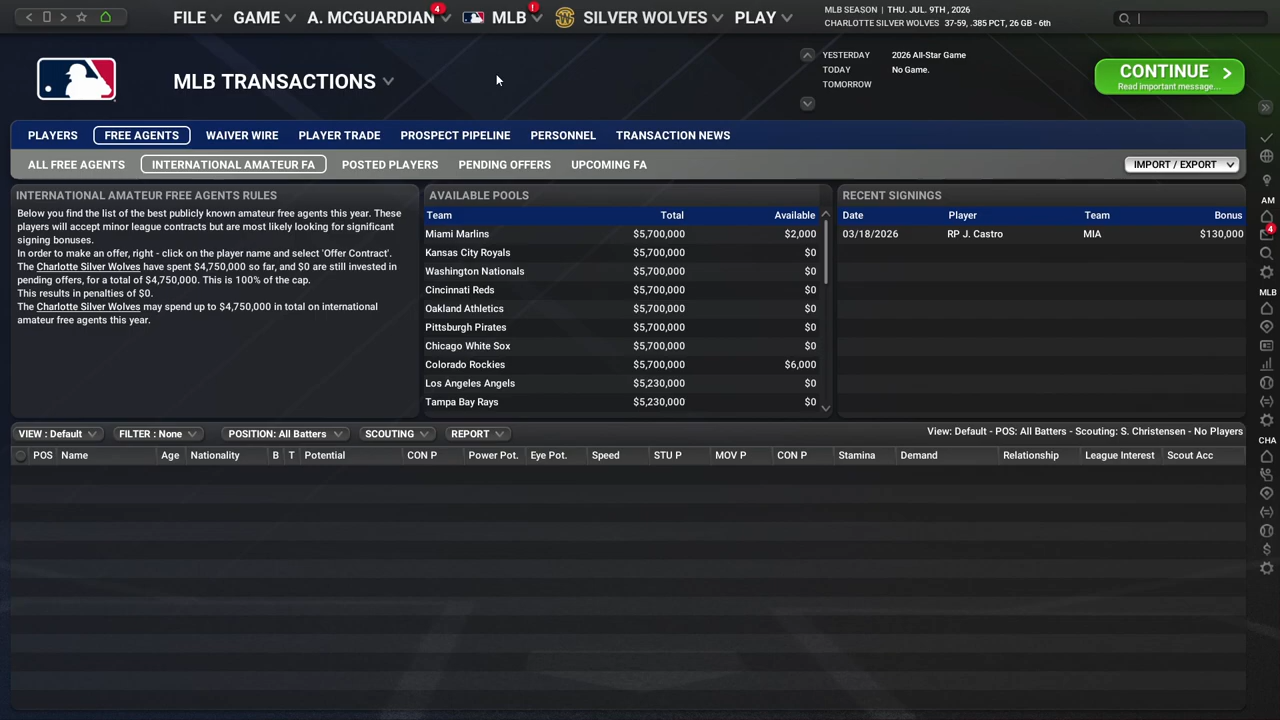 FILE GAME A. MCGUARDIAN 4 MLB ! SILVER WOLVES PLAY
MLB SEASON | THU. JUL. 9TH , 2026
CHARLOTTE SILVER WOLVES 37-59, .385 PCT, 26 GB - 6th
MLB TRANSACTIONS
YESTERDAY 2026 All-Star Game
TODAY No Game.
TOMORROW
CONTINUE
Read important message...
PLAYERS FREE AGENTS WAIVER WIRE PLAYER TRADE PROSPECT PIPELINE PERSONNEL TRANSACTION NEWS
ALL FREE AGENTS INTERNATIONAL AMATEUR FA POSTED PLAYERS PENDING OFFERS UPCOMING FA IMPORT / EXPORT
INTERNATIONAL AMATEUR FREE AGENTS RULES
Below you find the list of the best publicly known amateur free agents this year. These
players will accept minor league contracts but are most likely looking for significant
signing bonuses.
In order to make an offer, right - click on the player name and select 'Offer Contract'.
The Charlotte Silver Wolves have spent $4,750,000 so far, and $0 are still invested in
pending offers, for a total of $4,750,000. This is 100% of the cap.
This results in penalties of $0.
The Charlotte Silver Wolves may spend up to $4,750,000 in total on international
amateur free agents this year.
AVAILABLE POOLS
Team Total Available
Miami Marlins $5,700,000 $2,000
Kansas City Royals $5,700,000 $0
Washington Nationals $5,700,000 $0
Cincinnati Reds $5,700,000 $0
Oakland Athletics $5,700,000 $0
Pittsburgh Pirates $5,700,000 $0
Chicago White Sox $5,700,000 $0
Colorado Rockies $5,700,000 $6,000
Los Angeles Angels $5,230,000 $0
Tampa Bay Rays $5,230,000 $0
RECENT SIGNINGS
Date Player Team Bonus
03/18/2026 RP J. Castro MIA $130,000
VIEW : Default FILTER : None POSITION: All Batters SCOUTING REPORT
View: Default - POS: All Batters - Scouting: S. Christensen - No Players
POS Name Age Nationality B T Potential CON P Power Pot. Eye Pot. Speed STU P MOV P CON P Stamina Demand Relationship League Interest Scout Acc
AM
4
MLB
CHA